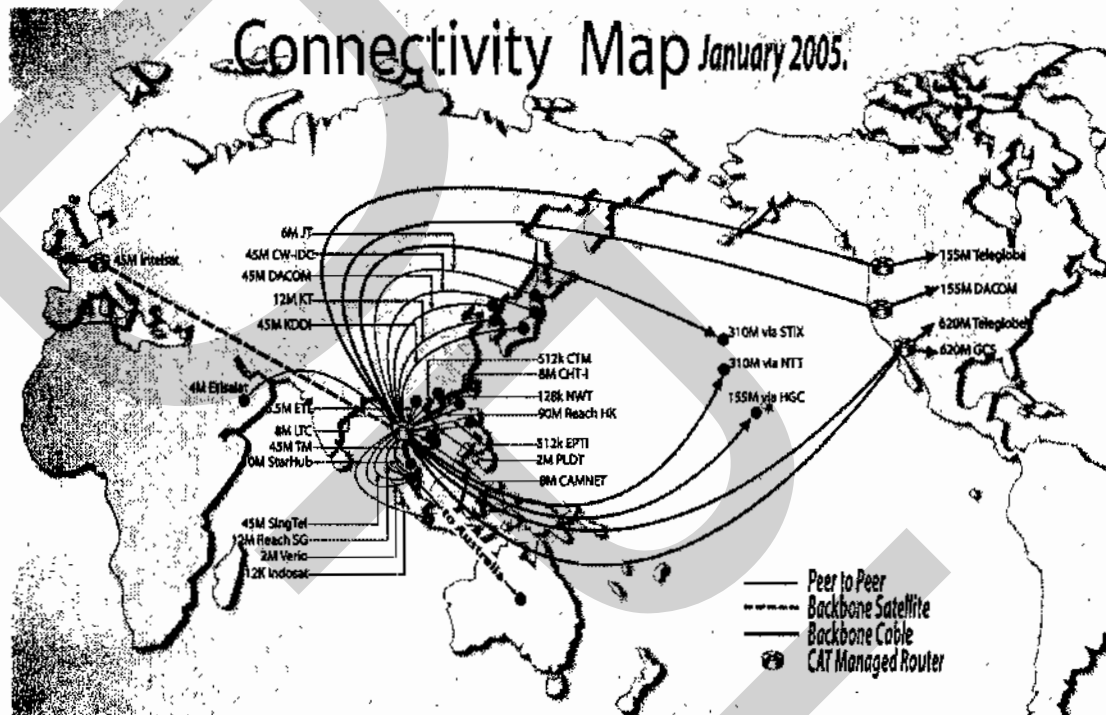 Connectivity Map January 2005.
6M JT
45M CW-IDC
45M DACOM
12M KT
45M KDDI
45M Intelsat
4M Etisalat
8M LTC
45M TM
StarHub
45M SingTel
12M Reach SG
2M Verio
12K Indosat
512k CTM
8M CHT-I
128k NWT
90M Reach HK
512k EPTI
2M PLDT
8M CAMNET
to Australia
310M via STIX
310M via NTT
155M via HGC
155M Teleglobe
155M DACOM
620M Teleglobe
620M GCS
Peer to Peer
Backbone Satellite
Backbone Cable
CAT Managed Router